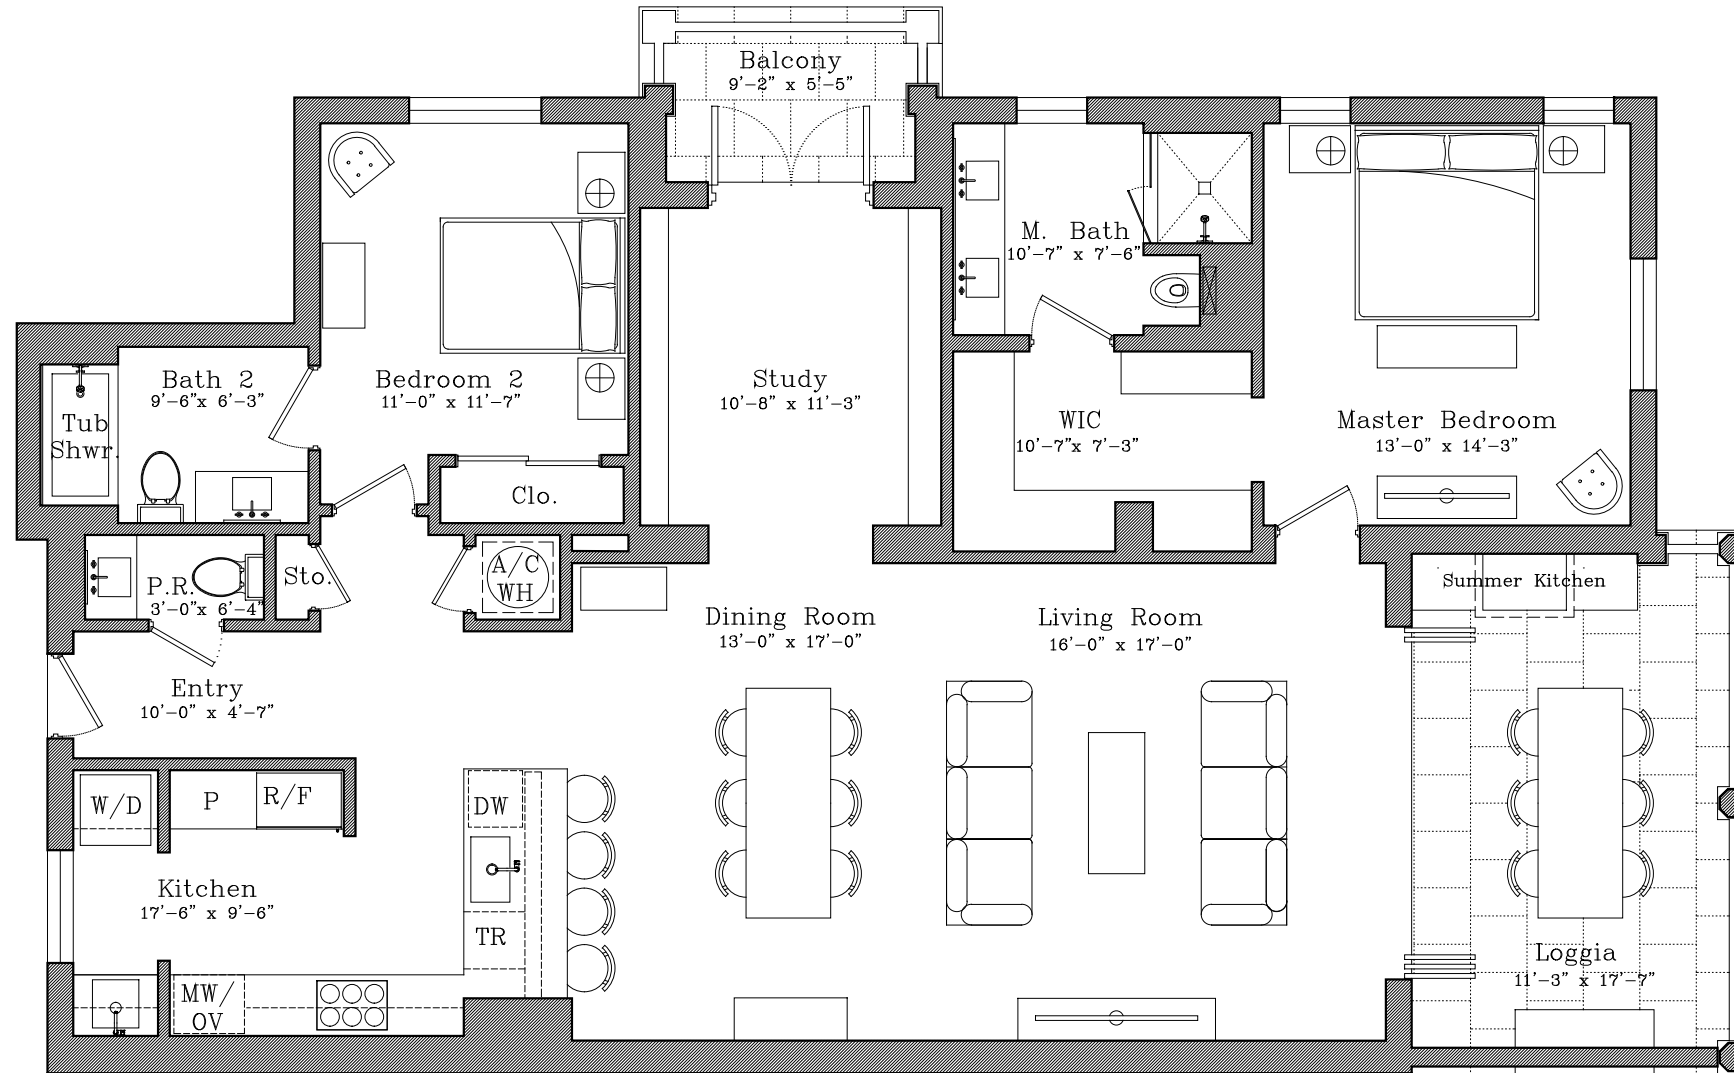 Balcony
9'-2" x 5'-5"
M. Bath
10'-7" x 7'-6"
Bath 2
9'-6"x 6'-3"
Tub
Shwr.
Bedroom 2
11'-0" x 11'-7"
Study
10'-8" x 11'-3"
WIC
10'-7"x 7'-3"
Master Bedroom
13'-0" x 14'-3"
Clo.
P.R.
3'-0"x 6'-4"
Sto.
A/C
WH
Summer Kitchen
Dining Room
13'-0" x 17'-0"
Living Room
16'-0" x 17'-0"
Entry
10'-0" x 4'-7"
W/D
P
R/F
DW
Kitchen
17'-6" x 9'-6"
TR
Loggia
11'-3" x 17'-7"
MW/
OV